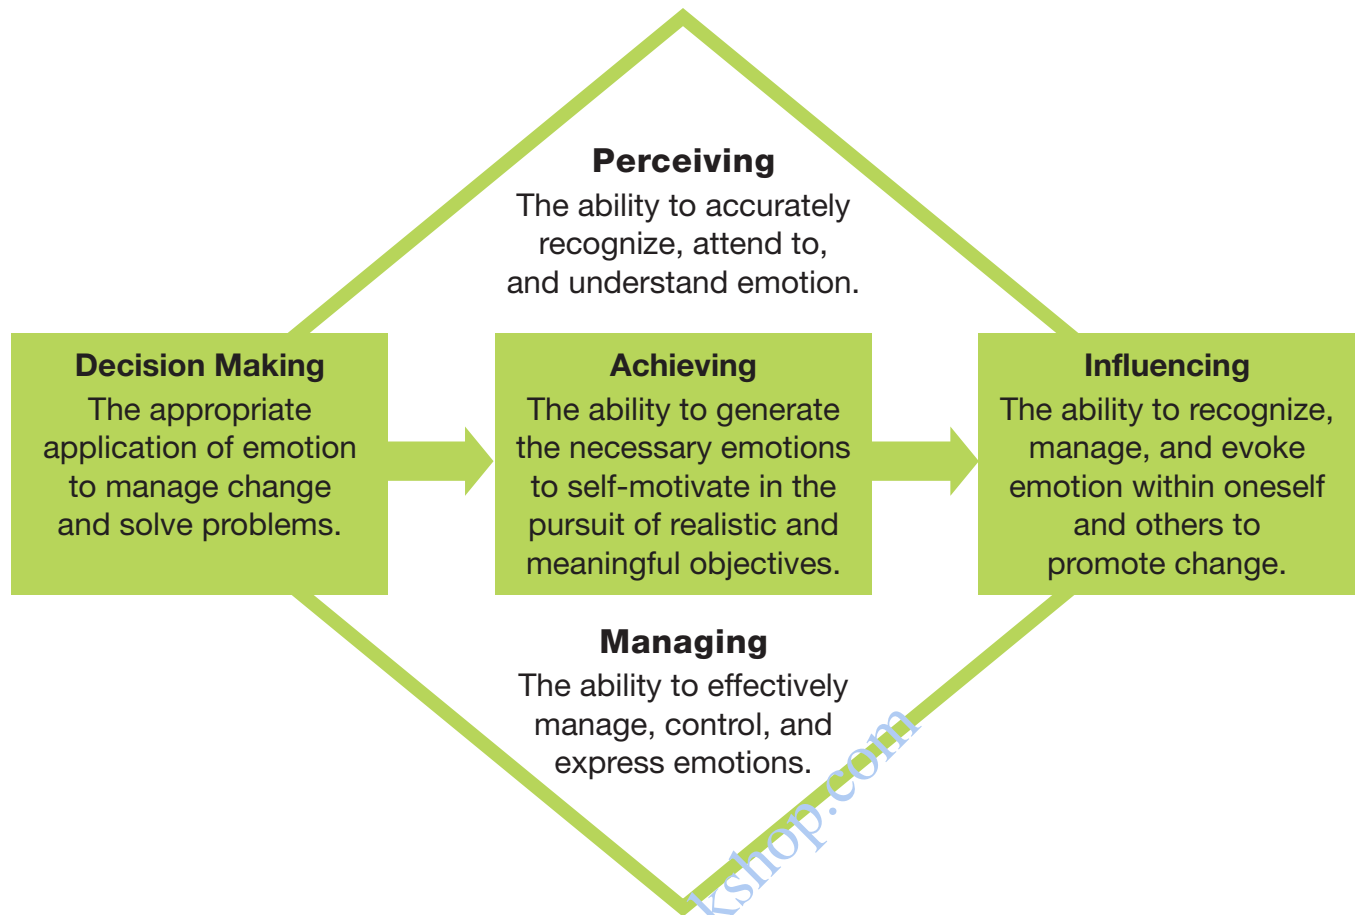 Perceiving
The ability to accurately
recognize, attend to,
and understand emotion.
Decision Making
The appropriate
application of emotion
to manage change
and solve problems.
Achieving
The ability to generate
the necessary emotions
to self-motivate in the
pursuit of realistic and
meaningful objectives.
Influencing
The ability to recognize,
manage, and evoke
emotion within oneself
and others to
promote change.
Managing
The ability to effectively
manage, control, and
express emotions.
kshop.com